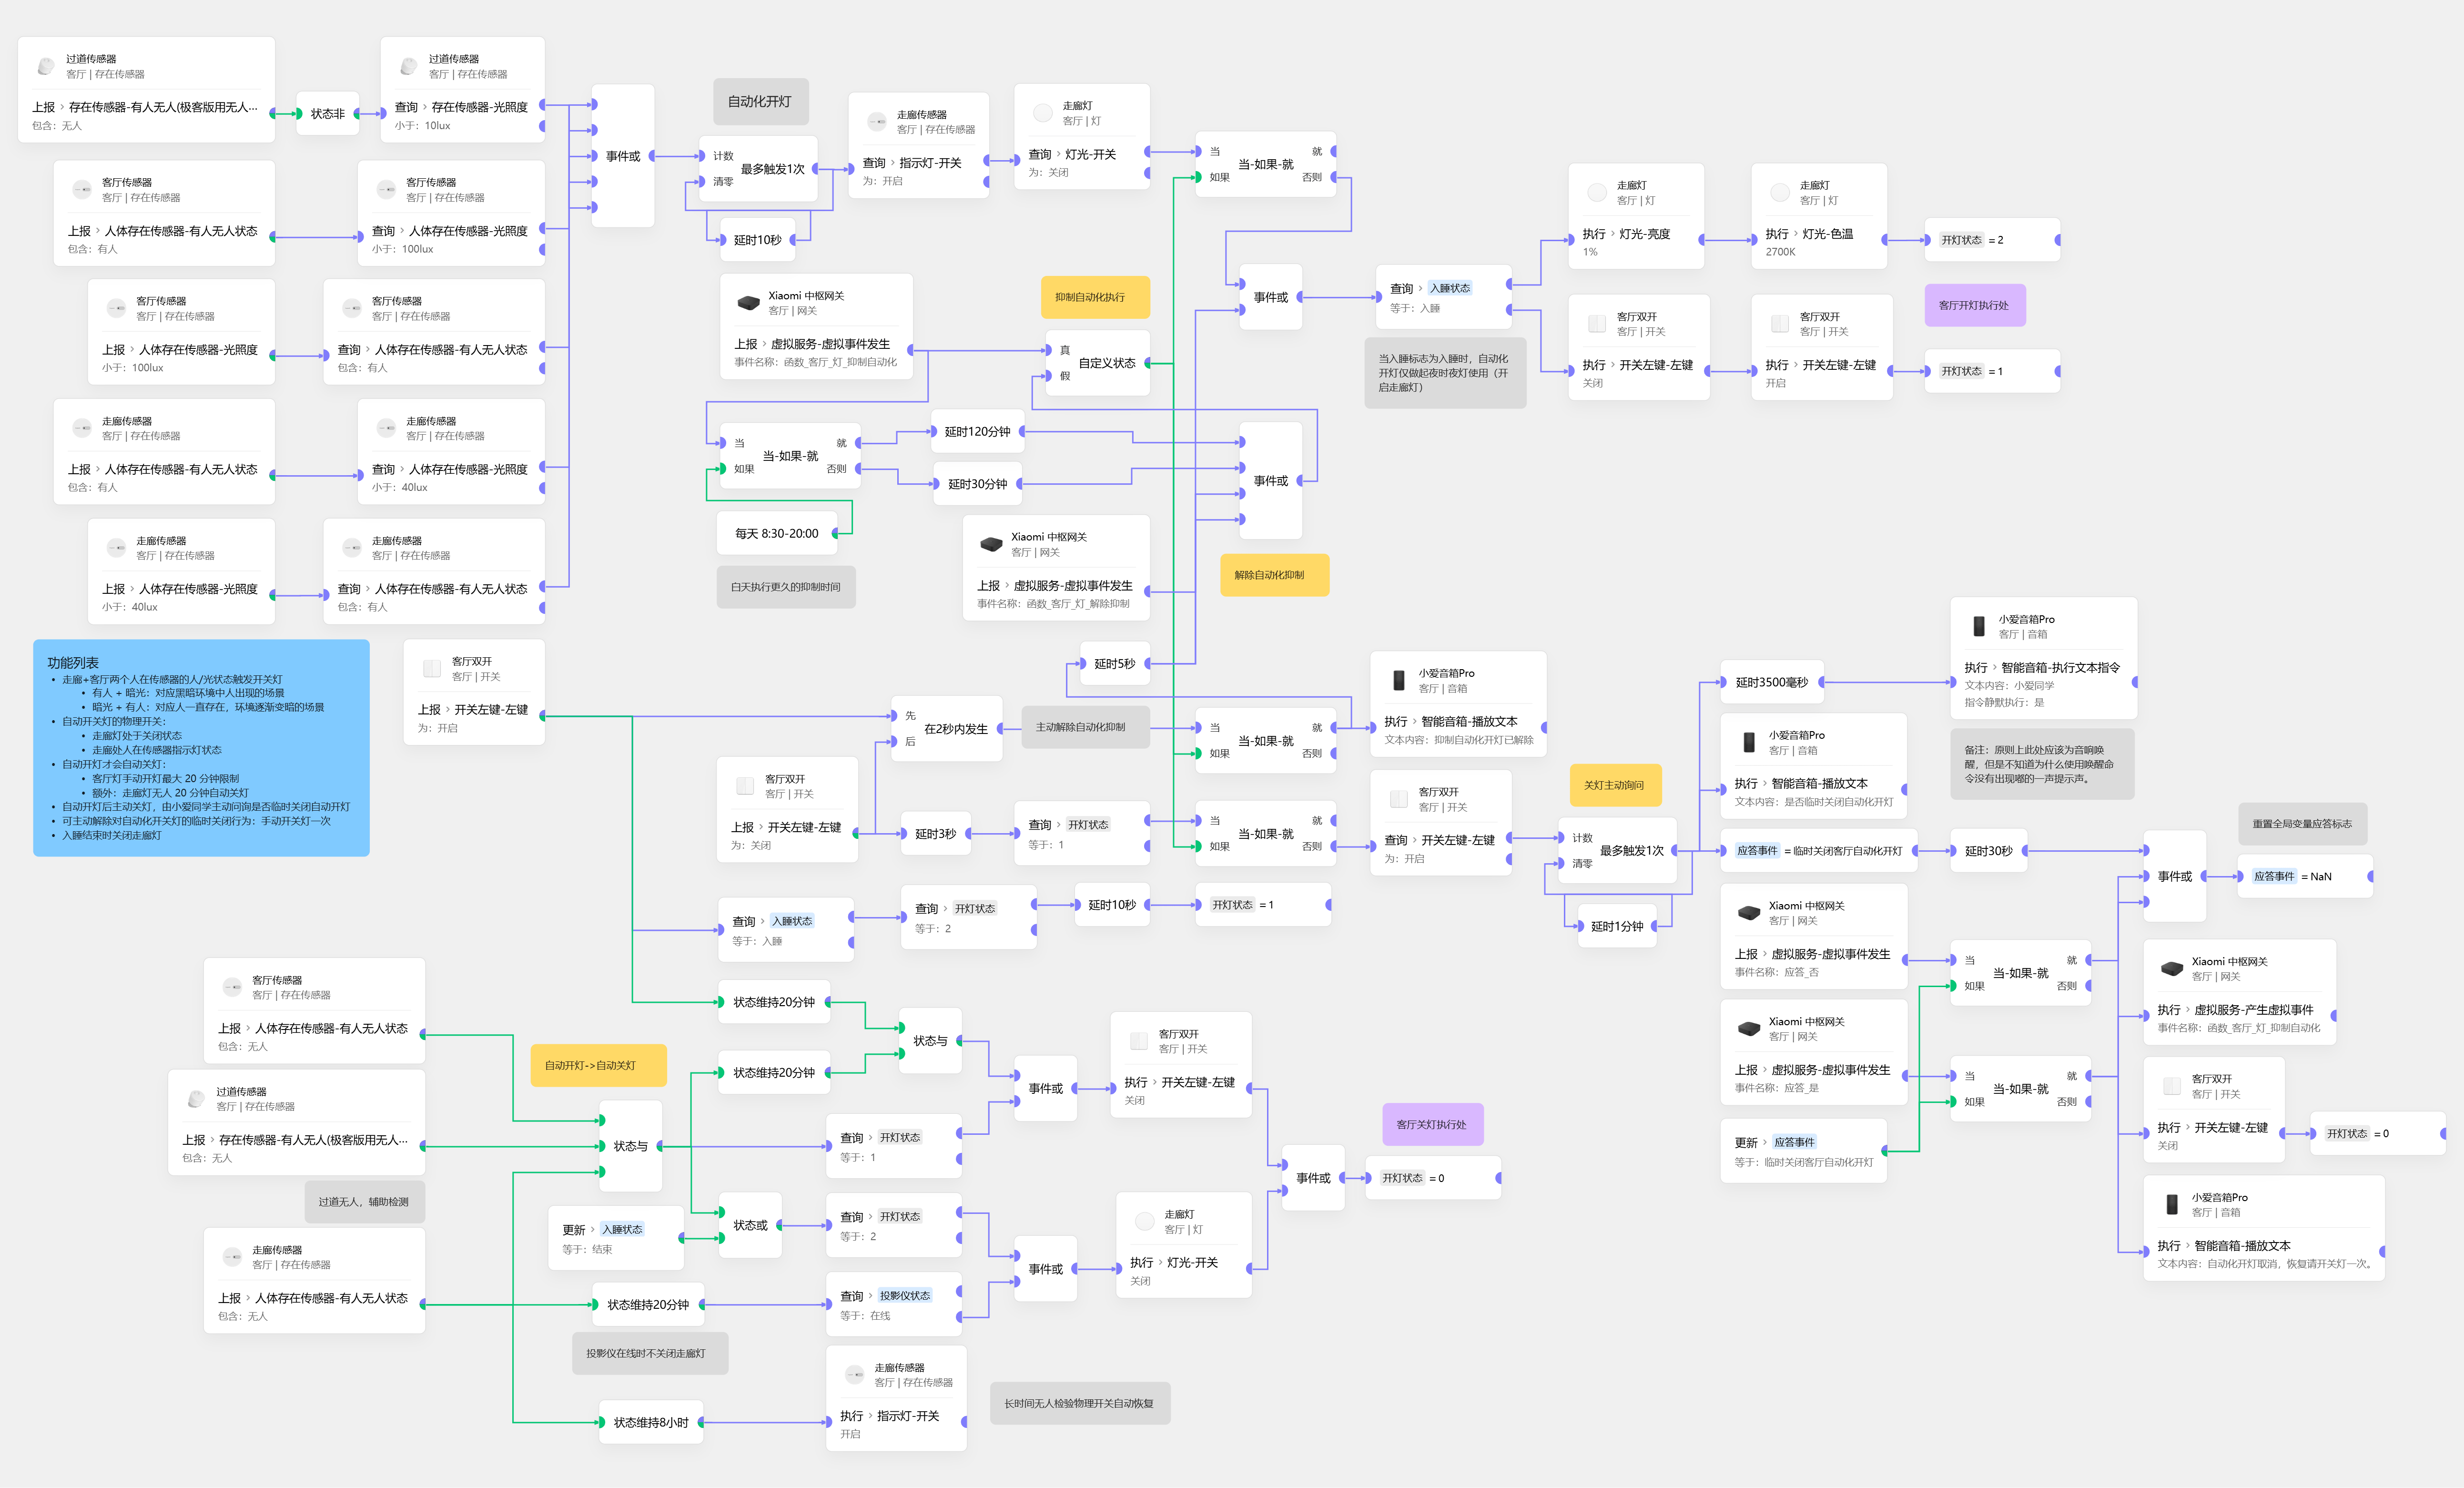 过道传感器
客厅 | 存在传感器
上报 › 存在传感器-有人无人(极客版用无人...
包含：无人
状态非
过道传感器
客厅 | 存在传感器
查询 › 存在传感器-光照度
小于：10lux
客厅传感器
客厅 | 存在传感器
上报 › 人体存在传感器-有人无人状态
包含：有人
客厅传感器
客厅 | 存在传感器
查询 › 人体存在传感器-光照度
小于：100lux
客厅传感器
客厅 | 存在传感器
上报 › 人体存在传感器-光照度
小于：100lux
客厅传感器
客厅 | 存在传感器
查询 › 人体存在传感器-有人无人状态
包含：有人
走廊传感器
客厅 | 存在传感器
上报 › 人体存在传感器-有人无人状态
包含：有人
走廊传感器
客厅 | 存在传感器
查询 › 人体存在传感器-光照度
小于：40lux
走廊传感器
客厅 | 存在传感器
上报 › 人体存在传感器-光照度
小于：40lux
走廊传感器
客厅 | 存在传感器
查询 › 人体存在传感器-有人无人状态
包含：有人
事件或
自动化开灯
计数
清零
最多触发1次
延时10秒
走廊传感器
客厅 | 存在传感器
查询 › 指示灯-开关
为：开启
走廊灯
客厅 | 灯
查询 › 灯光-开关
为：关闭
当
如果
当-如果-就
就
否则
Xiaomi 中枢网关
客厅 | 网关
上报 › 虚拟服务-虚拟事件发生
事件名称：函数_客厅_灯_抑制自动化
抑制自动化执行
真
假
自定义状态
当
如果
当-如果-就
就
否则
延时120分钟
延时30分钟
每天 8:30-20:00
白天执行更久的抑制时间
Xiaomi 中枢网关
客厅 | 网关
上报 › 虚拟服务-虚拟事件发生
事件名称：函数_客厅_灯_解除抑制
事件或
解除自动化抑制
事件或
查询 › 入睡状态
等于：入睡
当入睡标志为入睡时，自动化
开灯仅做起夜时夜灯使用（开
启走廊灯）
走廊灯
客厅 | 灯
执行 › 灯光-亮度
1%
走廊灯
客厅 | 灯
执行 › 灯光-色温
2700K
开灯状态 = 2
客厅开灯执行处
客厅双开
客厅 | 开关
执行 › 开关左键-左键
关闭
客厅双开
客厅 | 开关
执行 › 开关左键-左键
开启
开灯状态 = 1
功能列表
• 走廊+客厅两个人在传感器的人/光状态触发开关灯
• 有人 + 暗光：对应黑暗环境中人出现的场景
• 暗光 + 有人：对应人一直存在，环境逐渐变暗的场景
• 自动开关灯的物理开关：
• 走廊灯处于关闭状态
• 走廊处人在传感器指示灯状态
• 自动开灯才会自动关灯：
• 客厅灯手动开灯最大 20 分钟限制
• 额外：走廊灯无人 20 分钟自动关灯
• 自动开灯后主动关灯，由小爱同学主动问询是否临时关闭自动开灯
• 可主动解除对自动化开关灯的临时关闭行为：手动开关灯一次
• 入睡结束时关闭走廊灯
客厅双开
客厅 | 开关
上报 › 开关左键-左键
为：开启
先
后
在2秒内发生
主动解除自动化抑制
延时5秒
当
如果
当-如果-就
就
否则
小爱音箱Pro
客厅 | 音箱
执行 › 智能音箱-播放文本
文本内容：抑制自动化开灯已解除
客厅双开
客厅 | 开关
上报 › 开关左键-左键
为：关闭
延时3秒
查询 › 开灯状态
等于：1
当
如果
当-如果-就
就
否则
客厅双开
客厅 | 开关
查询 › 开关左键-左键
为：开启
关灯主动询问
计数
清零
最多触发1次
延时1分钟
查询 › 入睡状态
等于：入睡
查询 › 开灯状态
等于：2
延时10秒
开灯状态 = 1
延时3500毫秒
小爱音箱Pro
客厅 | 音箱
执行 › 智能音箱-执行文本指令
文本内容：小爱同学
指令静默执行：是
小爱音箱Pro
客厅 | 音箱
执行 › 智能音箱-播放文本
文本内容：是否临时关闭自动化开灯
备注：原则上此处应该为音响唤
醒，但是不知道为什么使用唤醒命
令没有出现嘟的一声提示声。
应答事件 = 临时关闭客厅自动化开灯
延时30秒
重置全局变量应答标志
事件或
应答事件 = NaN
Xiaomi 中枢网关
客厅 | 网关
上报 › 虚拟服务-虚拟事件发生
事件名称：应答_否
当
如果
当-如果-就
就
否则
Xiaomi 中枢网关
客厅 | 网关
上报 › 虚拟服务-虚拟事件发生
事件名称：应答_是
当
如果
当-如果-就
就
否则
更新 › 应答事件
等于：临时关闭客厅自动化开灯
Xiaomi 中枢网关
客厅 | 网关
执行 › 虚拟服务-产生虚拟事件
事件名称：函数_客厅_灯_抑制自动化
客厅双开
客厅 | 开关
执行 › 开关左键-左键
关闭
开灯状态 = 0
小爱音箱Pro
客厅 | 音箱
执行 › 智能音箱-播放文本
文本内容：自动化开灯取消，恢复请开关灯一次。
客厅传感器
客厅 | 存在传感器
上报 › 人体存在传感器-有人无人状态
包含：无人
过道传感器
客厅 | 存在传感器
上报 › 存在传感器-有人无人(极客版用无人...
包含：无人
过道无人，辅助检测
走廊传感器
客厅 | 存在传感器
上报 › 人体存在传感器-有人无人状态
包含：无人
自动开灯->自动关灯
状态与
状态维持20分钟
状态维持20分钟
状态与
查询 › 开灯状态
等于：1
事件或
客厅双开
客厅 | 开关
执行 › 开关左键-左键
关闭
更新 › 入睡状态
等于：结束
状态或
查询 › 开灯状态
等于：2
状态维持20分钟
查询 › 投影仪状态
等于：在线
投影仪在线时不关闭走廊灯
事件或
走廊灯
客厅 | 灯
执行 › 灯光-开关
关闭
事件或
客厅关灯执行处
开灯状态 = 0
状态维持8小时
走廊传感器
客厅 | 存在传感器
执行 › 指示灯-开关
开启
长时间无人检验物理开关自动恢复